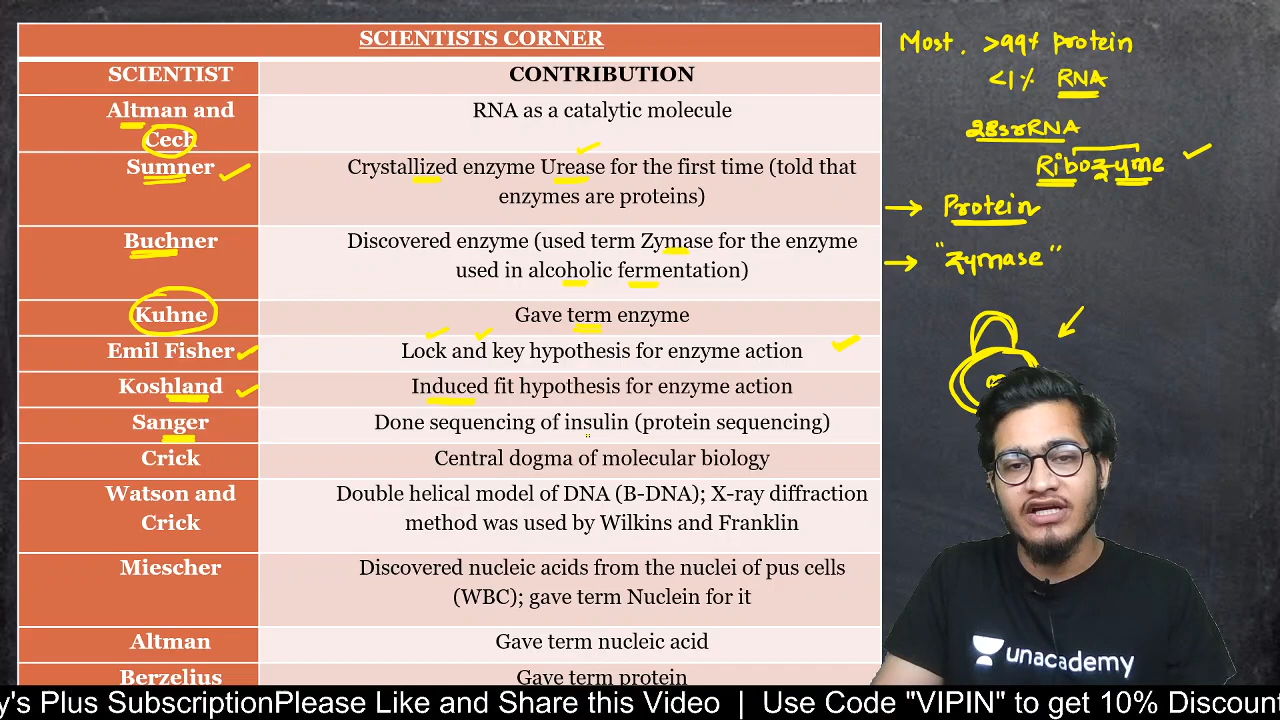 SCIENTISTS CORNER
SCIENTIST CONTRIBUTION
Altman and Cech RNA as a catalytic molecule
Sumner Crystallized enzyme Urease for the first time (told that
enzymes are proteins)
Buchner Discovered enzyme (used term Zymase for the enzyme
used in alcoholic fermentation)
Kuhne Gave term enzyme
Emil Fisher Lock and key hypothesis for enzyme action
Koshland Induced fit hypothesis for enzyme action
Sanger Done sequencing of insulin (protein sequencing)
Crick Central dogma of molecular biology
Watson and Crick Double helical model of DNA (B-DNA); X-ray diffraction
method was used by Wilkins and Franklin
Miescher Discovered nucleic acids from the nuclei of pus cells
(WBC); gave term Nuclein for it
Altman Gave term nucleic acid
Berzelius Gave term protein
Most. >99% protein
<1% RNA
28srRNA
Ribozyme
→ Protein
→ "zymase"
unacademy
y's Plus SubscriptionPlease Like and Share this Video | Use Code "VIPIN" to get 10% Discount